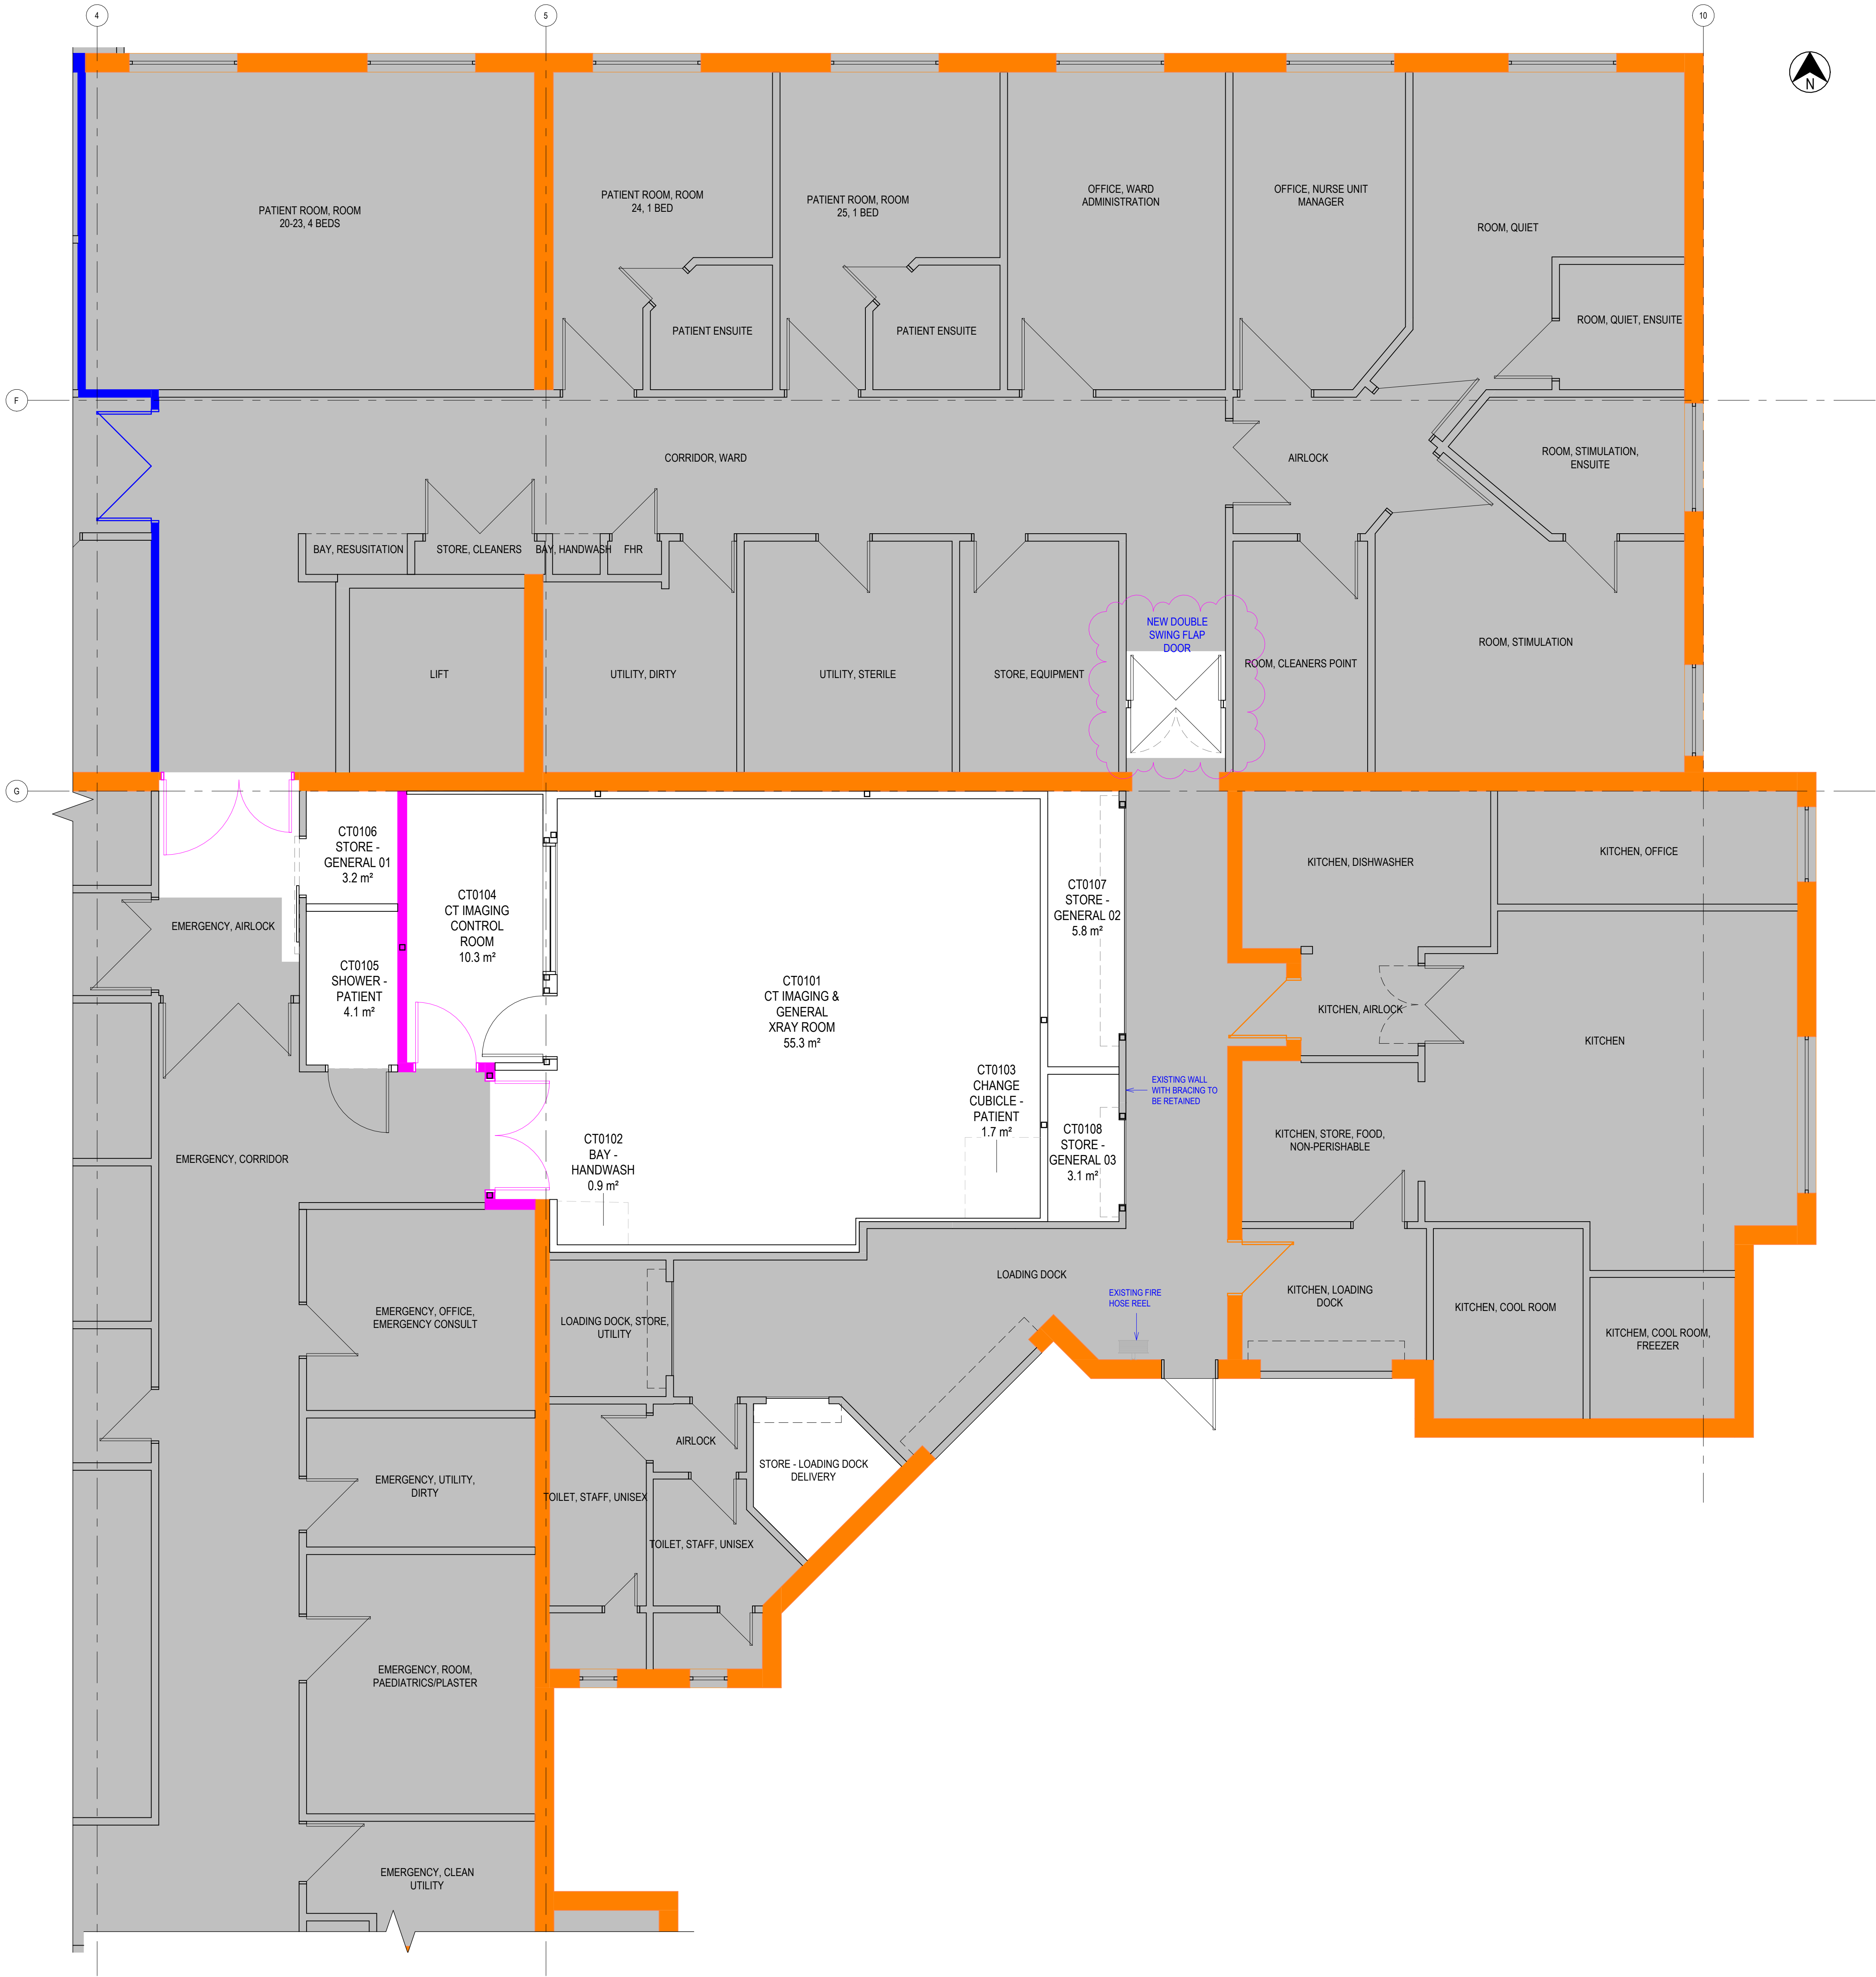 4
5
10
N
PATIENT ROOM, ROOM
20-23, 4 BEDS
PATIENT ROOM, ROOM
24, 1 BED
PATIENT ROOM, ROOM
25, 1 BED
OFFICE, WARD
ADMINISTRATION
OFFICE, NURSE UNIT
MANAGER
ROOM, QUIET
PATIENT ENSUITE
PATIENT ENSUITE
ROOM, QUIET, ENSUITE
F
CORRIDOR, WARD
AIRLOCK
ROOM, STIMULATION,
ENSUITE
BAY, RESUSITATION
STORE, CLEANERS
BAY, HANDWASH
FHR
NEW DOUBLE
SWING FLAP
DOOR
LIFT
UTILITY, DIRTY
UTILITY, STERILE
STORE, EQUIPMENT
ROOM, CLEANERS POINT
ROOM, STIMULATION
G
CT0106
STORE -
GENERAL 01
3.2 m²
CT0104
CT IMAGING
CONTROL
ROOM
10.3 m²
CT0107
STORE -
GENERAL 02
5.8 m²
KITCHEN, DISHWASHER
KITCHEN, OFFICE
EMERGENCY, AIRLOCK
CT0105
SHOWER -
PATIENT
4.1 m²
CT0101
CT IMAGING &
GENERAL
XRAY ROOM
55.3 m²
KITCHEN, AIRLOCK
KITCHEN
CT0103
CHANGE
CUBICLE -
PATIENT
1.7 m²
EXISTING WALL
WITH BRACING TO
BE RETAINED
EMERGENCY, CORRIDOR
CT0102
BAY -
HANDWASH
0.9 m²
CT0108
STORE -
GENERAL 03
3.1 m²
KITCHEN, STORE, FOOD,
NON-PERISHABLE
LOADING DOCK
EXISTING FIRE
HOSE REEL
KITCHEN, LOADING
DOCK
KITCHEN, COOL ROOM
KITCHEM, COOL ROOM,
FREEZER
EMERGENCY, OFFICE,
EMERGENCY CONSULT
LOADING DOCK, STORE,
UTILITY
AIRLOCK
STORE - LOADING DOCK
DELIVERY
EMERGENCY, UTILITY,
DIRTY
TOILET, STAFF, UNISEX
TOILET, STAFF, UNISEX
EMERGENCY, ROOM,
PAEDIATRICS/PLASTER
EMERGENCY, CLEAN
UTILITY